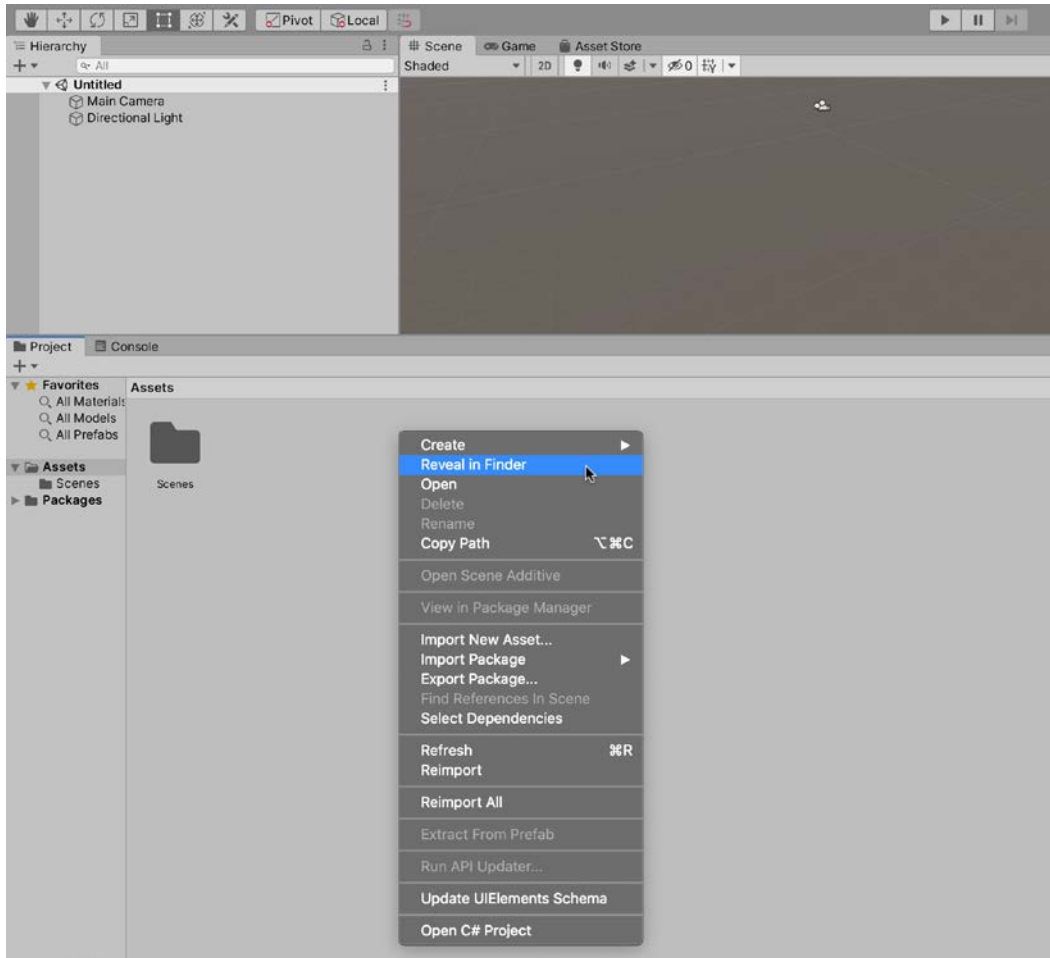 Pivot Local
Hierarchy
All
Untitled
Main Camera
Directional Light
Scene Game Asset Store
Shaded 2D 0
Project Console
Favorites
All Materials
All Models
All Prefabs
Assets
Scenes
Packages
Assets
Scenes
Create
Reveal in Finder
Open
Delete
Rename
Copy Path ⌥⌘C
Open Scene Additive
View in Package Manager
Import New Asset...
Import Package
Export Package...
Find References In Scene
Select Dependencies
Refresh ⌘R
Reimport
Reimport All
Extract From Prefab
Run API Updater...
Update UIElements Schema
Open C# Project